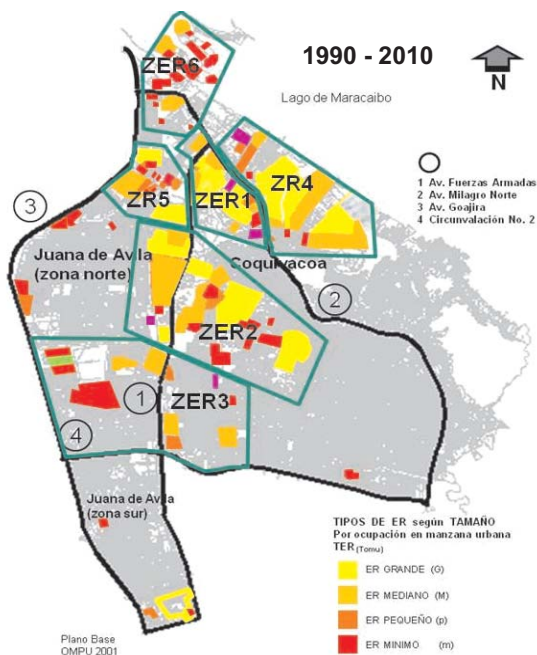 1990 - 2010
N
Lago de Maracaibo
ZER6
1 Av. Fuerzas Armadas
2 Av. Milagro Norte
3 Av. Goajira
4 Circunvalación No. 2
ZR5
ZER1
ZR4
3
Juana de Avila
(zona norte)
Coquivacoa
2
ZER2
1
ZER3
4
Juana de Avila
(zona sur)
TIPOS DE ER según TAMAÑO
Por ocupación en manzana urbana
TER (Tomu)
ER GRANDE (G)
ER MEDIANO (M)
ER PEQUEÑO (p)
ER MINIMO (m)
Plano Base
OMPU 2001